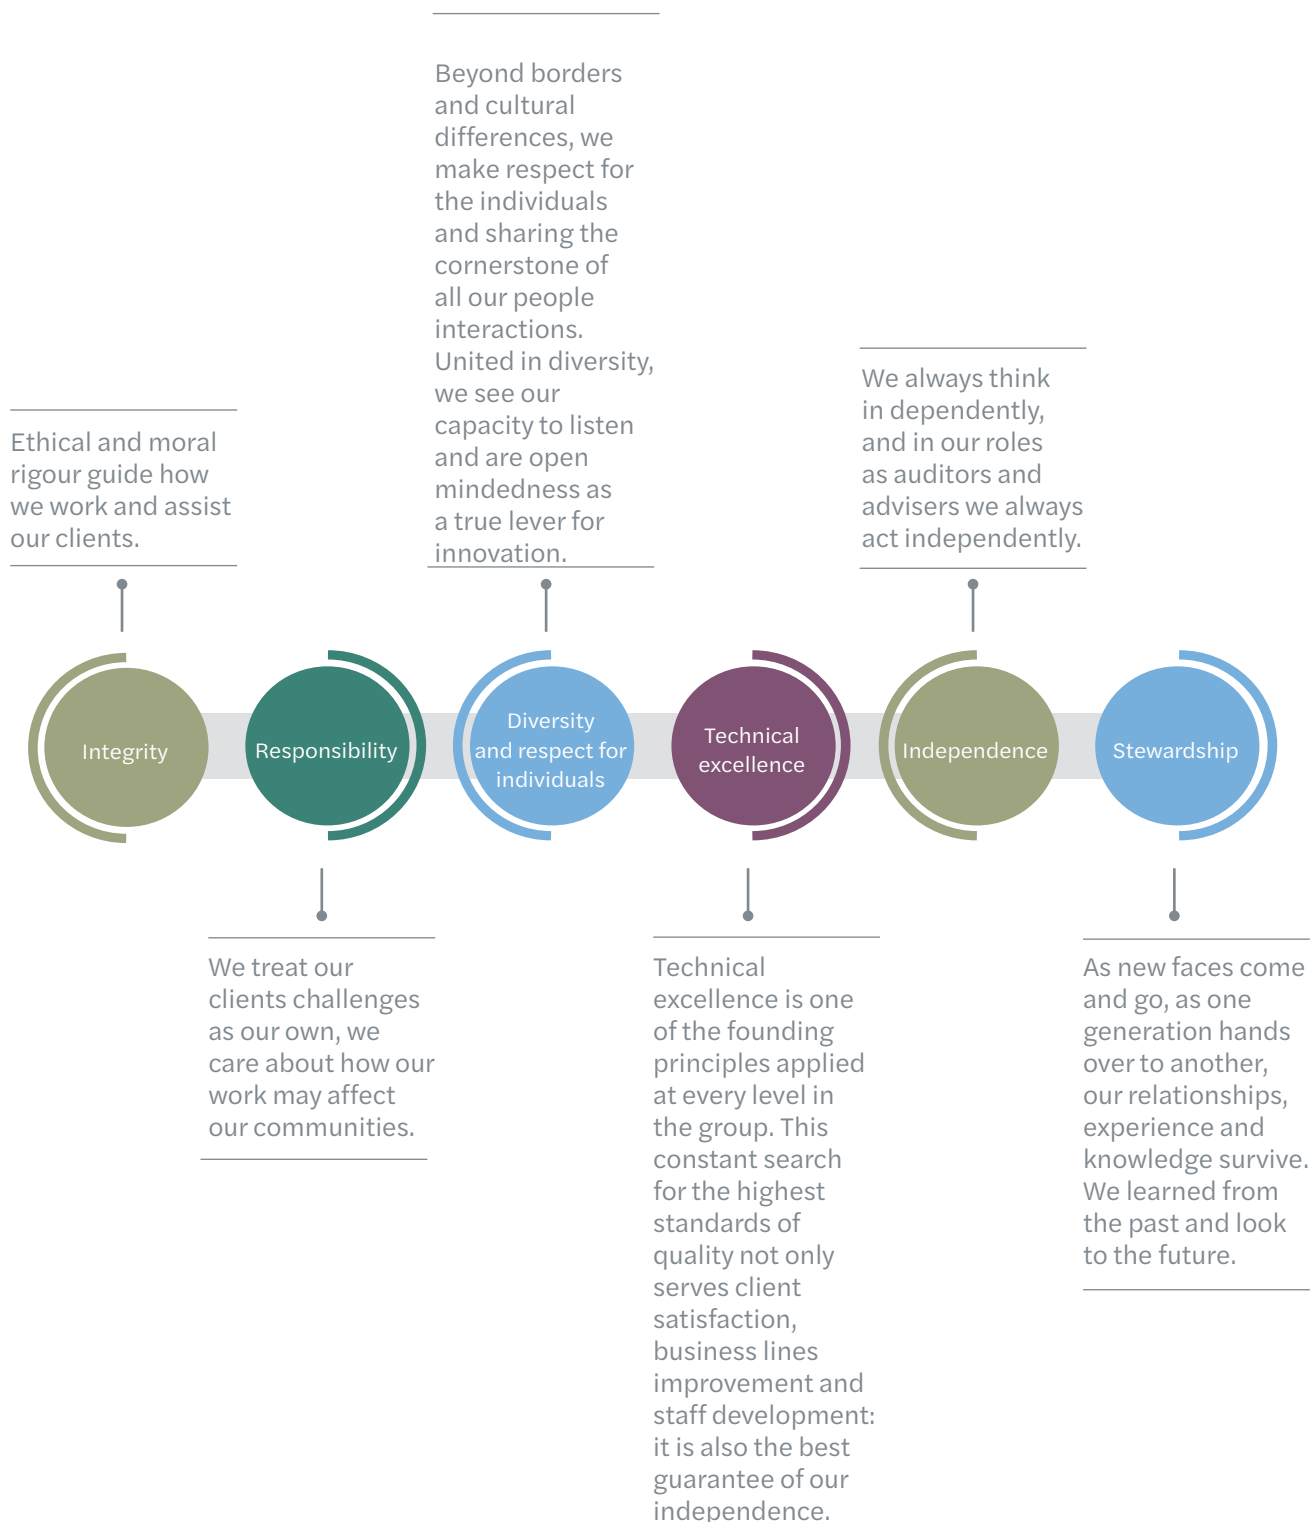 Beyond borders
and cultural
differences, we
make respect for
the individuals
and sharing the
cornerstone of
all our people
interactions.
United in diversity,
we see our
capacity to listen
and are open
mindedness as
a true lever for
innovation.
We always think
in dependently,
and in our roles
as auditors and
advisers we always
act independently.
Ethical and moral
rigour guide how
we work and assist
our clients.
Integrity
Responsibility
Diversity
and respect for
individuals
Technical
excellence
Independence
Stewardship
We treat our
clients challenges
as our own, we
care about how our
work may affect
our communities.
Technical
excellence is one
of the founding
principles applied
at every level in
the group. This
constant search
for the highest
standards of
quality not only
serves client
satisfaction,
business lines
improvement and
staff development:
it is also the best
guarantee of our
independence.
As new faces come
and go, as one
generation hands
over to another,
our relationships,
experience and
knowledge survive.
We learned from
the past and look
to the future.